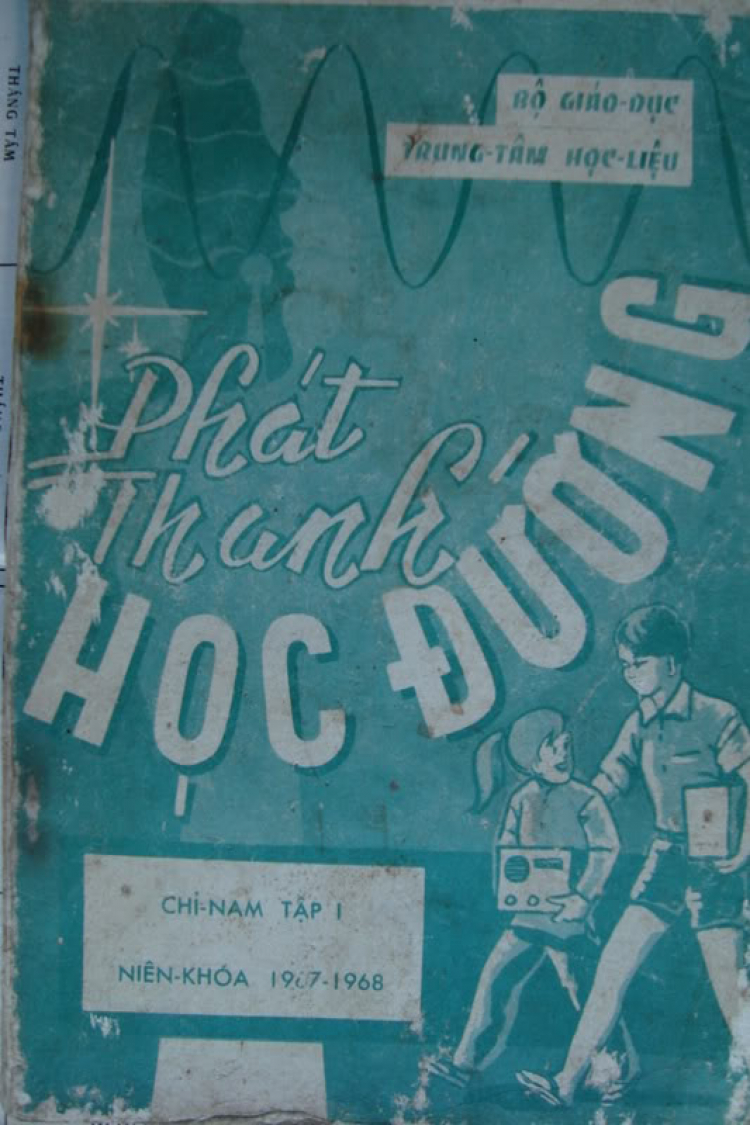 THÁNG TÁM
BỘ GIÁO-DỤC
TRUNG-TÂM HỌC-LIỆU
Phát
Thanh
HỌC ĐƯỜNG
CHỈ-NAM TẬP I
NIÊN-KHÓA 1967-1968